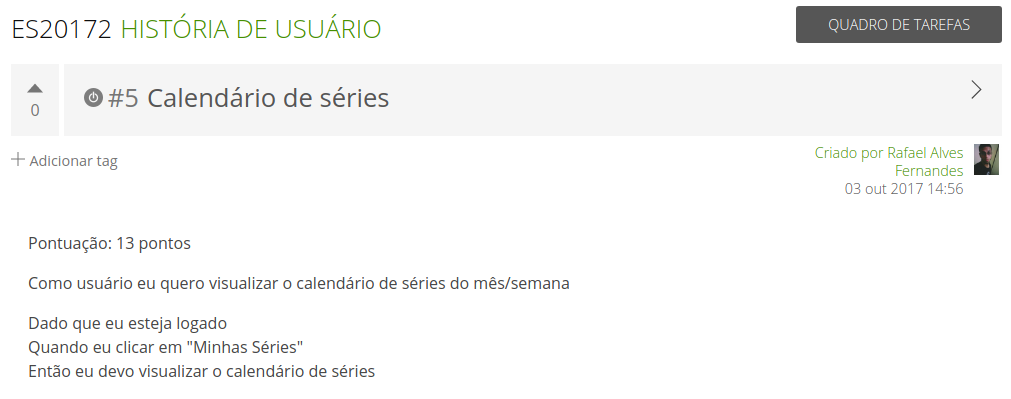 ES20172 HISTÓRIA DE USUÁRIO
QUADRO DE TAREFAS
0
#5 Calendário de séries
Adicionar tag
Criado por Rafael Alves
Fernandes
03 out 2017 14:56
Pontuação: 13 pontos
Como usuário eu quero visualizar o calendário de séries do mês/semana
Dado que eu esteja logado
Quando eu clicar em "Minhas Séries"
Então eu devo visualizar o calendário de séries